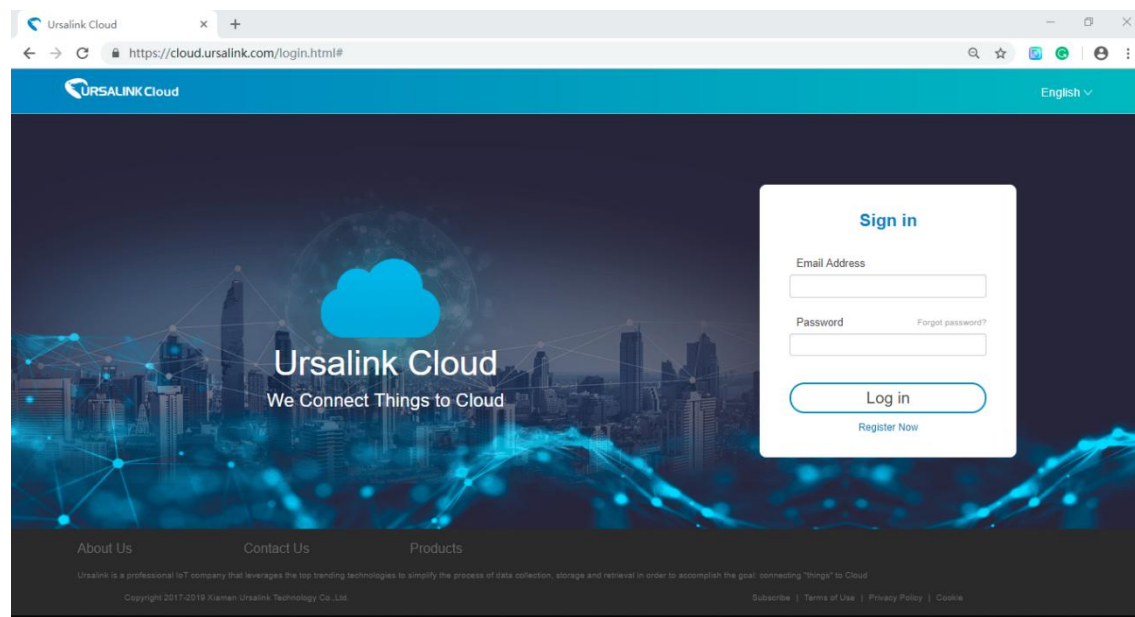 Ursalink Cloud
https://cloud.ursalink.com/login.html#
URSALINK Cloud
English
Sign in
Email Address
Password Forgot password?
Log in
Register Now
Ursalink Cloud
We Connect Things to Cloud
About Us Contact Us Products
Ursalink is a professional IoT company that leverages the top trending technologies to simplify the process of data collection, storage and retrieval in order to accomplish the goal: connecting "things" to Cloud
Copyright 2017-2019 Xiamen Ursalink Technology Co.,Ltd. Subscribe | Terms of Use | Privacy Policy | Cookie